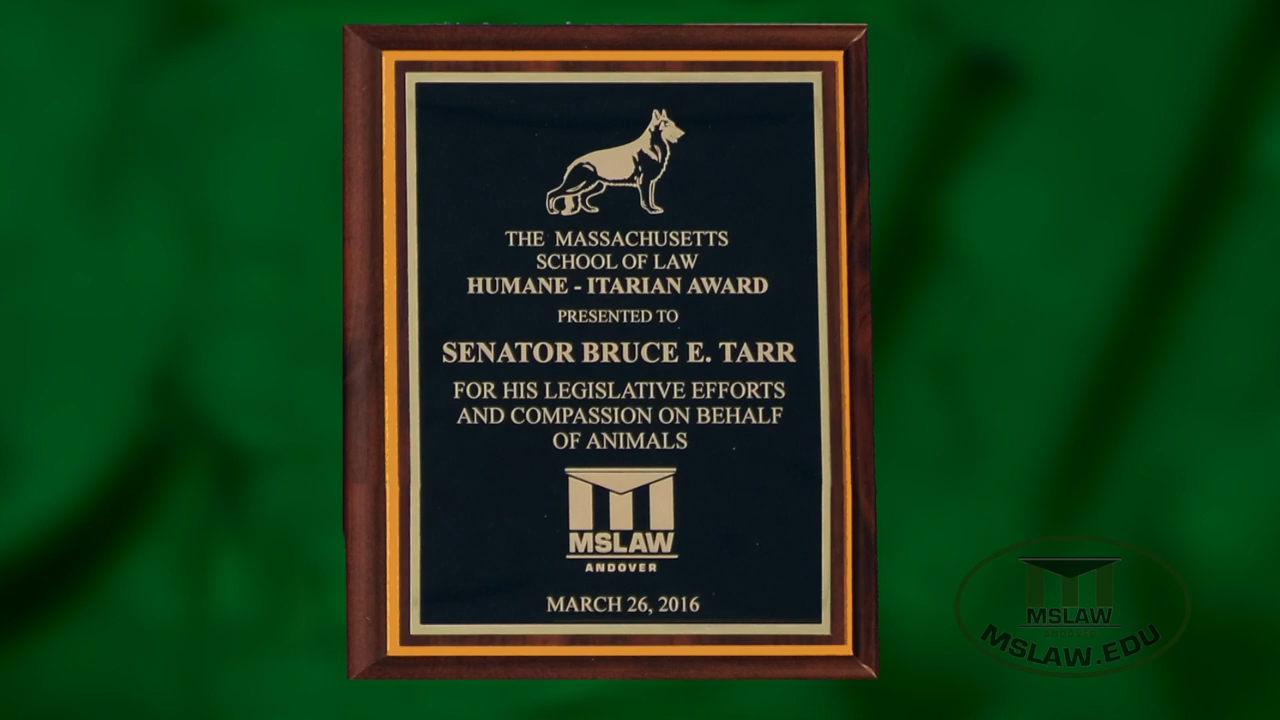 THE MASSACHUSETTS
SCHOOL OF LAW
HUMANE - ITARIAN AWARD
PRESENTED TO
SENATOR BRUCE E. TARR
FOR HIS LEGISLATIVE EFFORTS
AND COMPASSION ON BEHALF
OF ANIMALS
MSLAW
ANDOVER
MARCH 26, 2016
MSLAW
ANDOVER
MSLAW.EDU